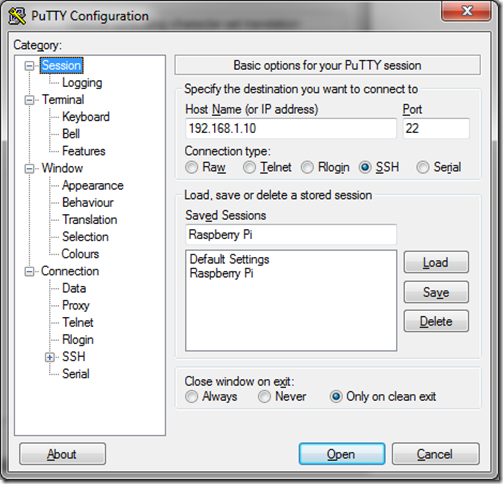 PuTTY Configuration
Category:
Session
Logging
Terminal
Keyboard
Bell
Features
Window
Appearance
Behaviour
Translation
Selection
Colours
Connection
Data
Proxy
Telnet
Rlogin
SSH
Serial
Basic options for your PuTTY session
Specify the destination you want to connect to
Host Name (or IP address) Port
192.168.1.10 22
Connection type:
Raw Telnet Rlogin SSH Serial
Load, save or delete a stored session
Saved Sessions
Raspberry Pi
Default Settings
Raspberry Pi
Load
Save
Delete
Close window on exit:
Always Never Only on clean exit
About Open Cancel